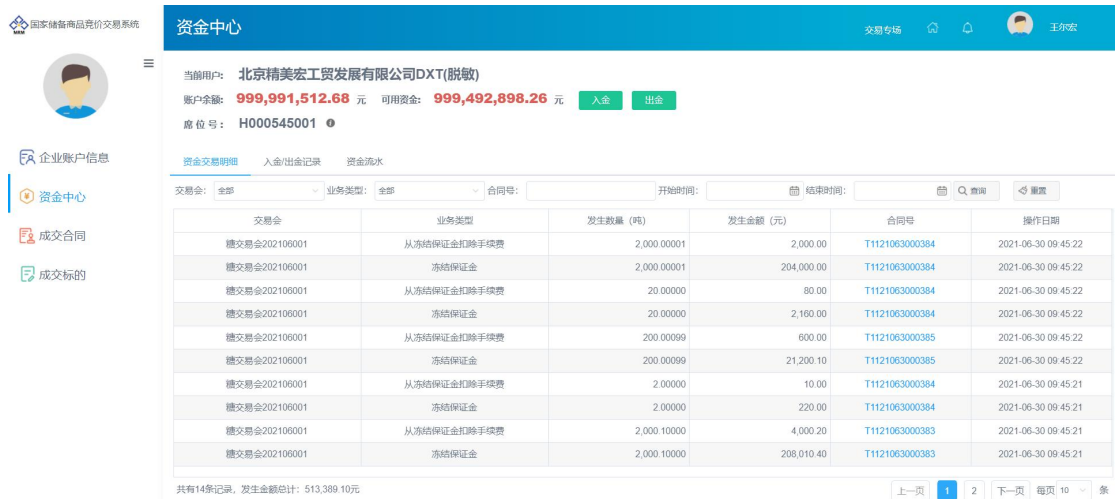 国家储备商品竞价交易系统
MRM
资金中心
交易专场
王尔宏
当前用户: 北京精美宏工贸发展有限公司DXT(脱敏)
账户余额: 999,991,512.68 元 可用资金: 999,492,898.26 元 入金 出金
席位号: H000545001
企业账户信息
资金中心
成交合同
成交标的
资金交易明细 入金/出金记录 资金流水
交易会: 全部 业务类型: 全部 合同号: 开始时间: 结束时间: 查询 重置
交易会 业务类型 发生数量 (吨) 发生金额 (元) 合同号 操作日期
糖交易会202106001 从冻结保证金扣除手续费 2,000.00001 2,000.00 T1121063000384 2021-06-30 09:45:22
糖交易会202106001 冻结保证金 2,000.00001 204,000.00 T1121063000384 2021-06-30 09:45:22
糖交易会202106001 从冻结保证金扣除手续费 20.00000 80.00 T1121063000384 2021-06-30 09:45:22
糖交易会202106001 冻结保证金 20.00000 2,160.00 T1121063000384 2021-06-30 09:45:22
糖交易会202106001 从冻结保证金扣除手续费 200.00099 600.00 T1121063000385 2021-06-30 09:45:22
糖交易会202106001 冻结保证金 200.00099 21,200.10 T1121063000385 2021-06-30 09:45:22
糖交易会202106001 从冻结保证金扣除手续费 2.00000 10.00 T1121063000384 2021-06-30 09:45:21
糖交易会202106001 冻结保证金 2.00000 220.00 T1121063000384 2021-06-30 09:45:21
糖交易会202106001 从冻结保证金扣除手续费 2,000.10000 4,000.20 T1121063000383 2021-06-30 09:45:21
糖交易会202106001 冻结保证金 2,000.10000 208,010.40 T1121063000383 2021-06-30 09:45:21
共有14条记录, 发生金额总计: 513,389.10元
上一页 1 2 下一页 每页 10 条